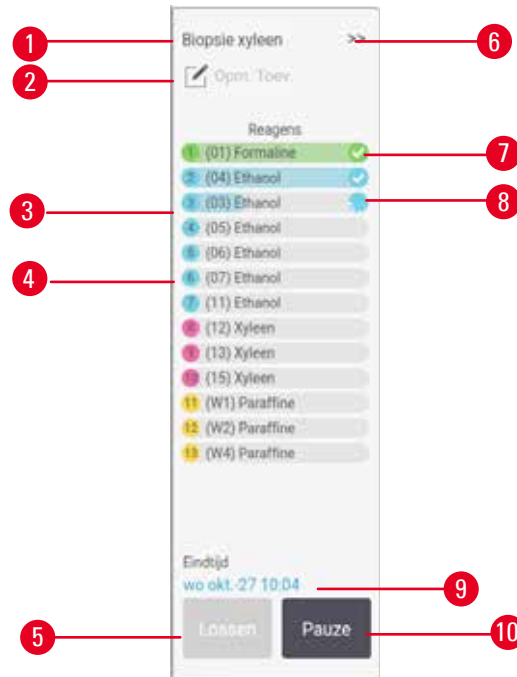 1 Biopsie xyleen >> 6
2 Opm. Toev.
Reagens
1 (01) Formaline 7
2 (04) Ethanol
3 3 (03) Ethanol 8
4 (05) Ethanol
5 (06) Ethanol
4 6 (07) Ethanol
7 (11) Ethanol
8 (12) Xyleen
9 (13) Xyleen
10 (15) Xyleen
11 (W1) Paraffine
12 (W2) Paraffine
13 (W4) Paraffine
Eindtijd
wo okt.-27 10:04 9
5 Lossen Pauze 10